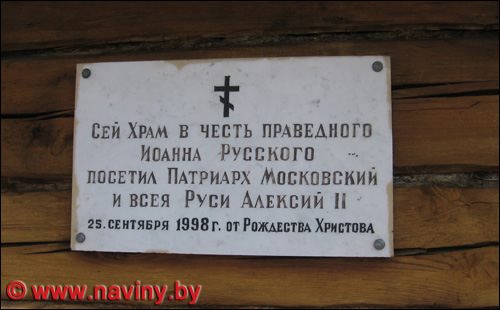 Сей Храм в честь праведного
Иоанна Русского
посетил Патриарх Московский
и всея Руси Алексий II
25. сентября 1998 г. от Рождества Христова
© www.naviny.by